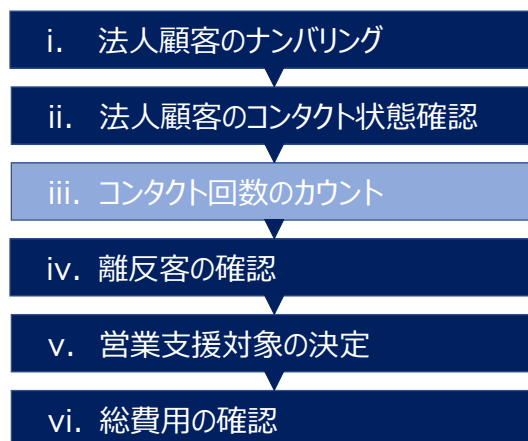 i. 法人顧客のナンバリング
ii. 法人顧客のコンタクト状態確認
iii. コンタクト回数のカウント
iv. 離反客の確認
v. 営業支援対象の決定
vi. 総費用の確認